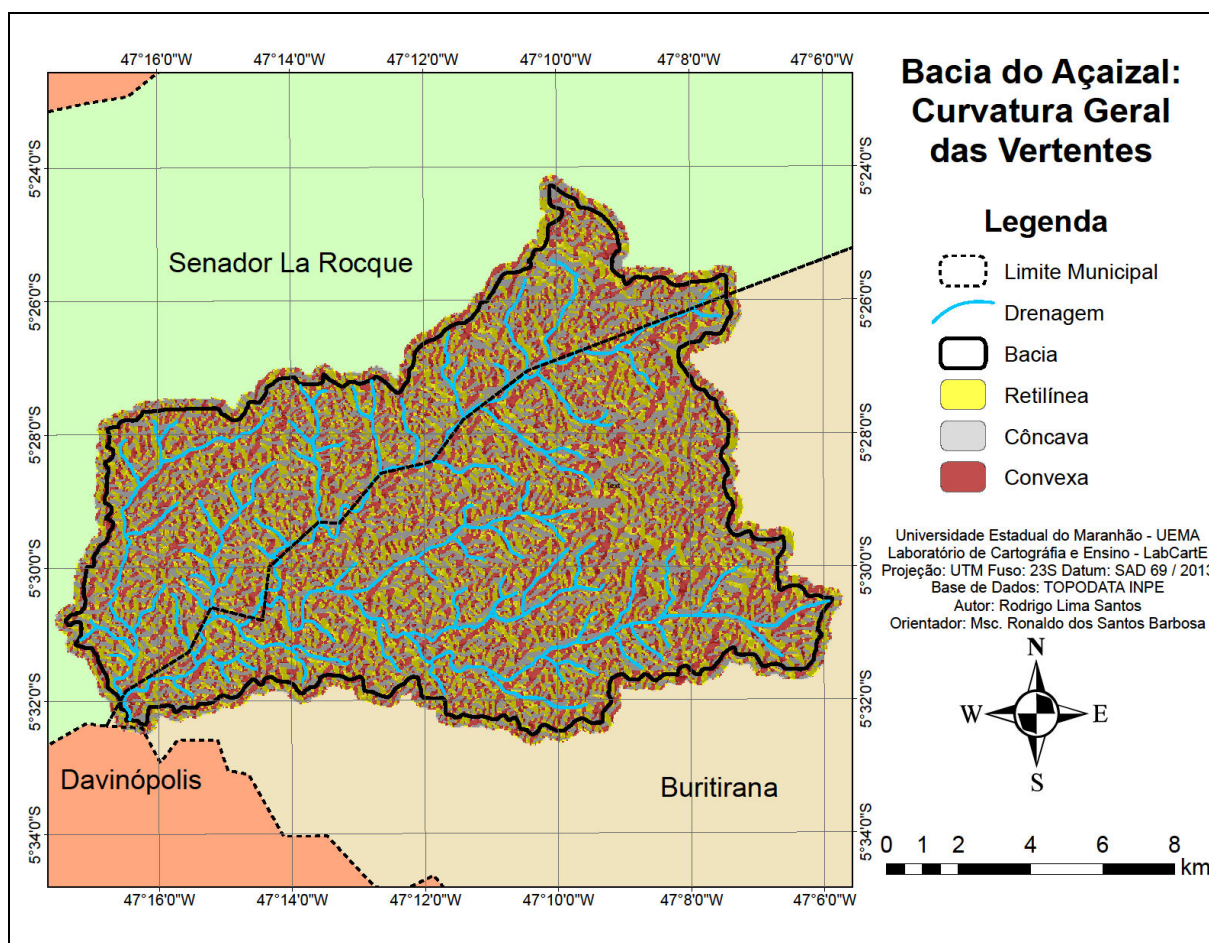 Bacia do Açaizal:
Curvatura Geral
das Vertentes
Legenda
Limite Municipal
Drenagem
Bacia
Retilínea
Côncava
Convexa
Universidade Estadual do Maranhão - UEMA
Laboratório de Cartográfia e Ensino - LabCartE
Projeção: UTM Fuso: 23S Datum: SAD 69 / 2013
Base de Dados: TOPODATA INPE
Autor: Rodrigo Lima Santos
Orientador: Msc. Ronaldo dos Santos Barbosa
N
W E
S
0 1 2 4 6 8
km
47°16'0"W 47°14'0"W 47°12'0"W 47°10'0"W 47°8'0"W 47°6'0"W
5°24'0"S 5°24'0"S
Senador La Rocque
5°26'0"S 5°26'0"S
5°28'0"S 5°28'0"S
5°30'0"S 5°30'0"S
5°32'0"S 5°32'0"S
Davinópolis
Buritirana
5°34'0"S 5°34'0"S
47°16'0"W 47°14'0"W 47°12'0"W 47°10'0"W 47°8'0"W 47°6'0"W